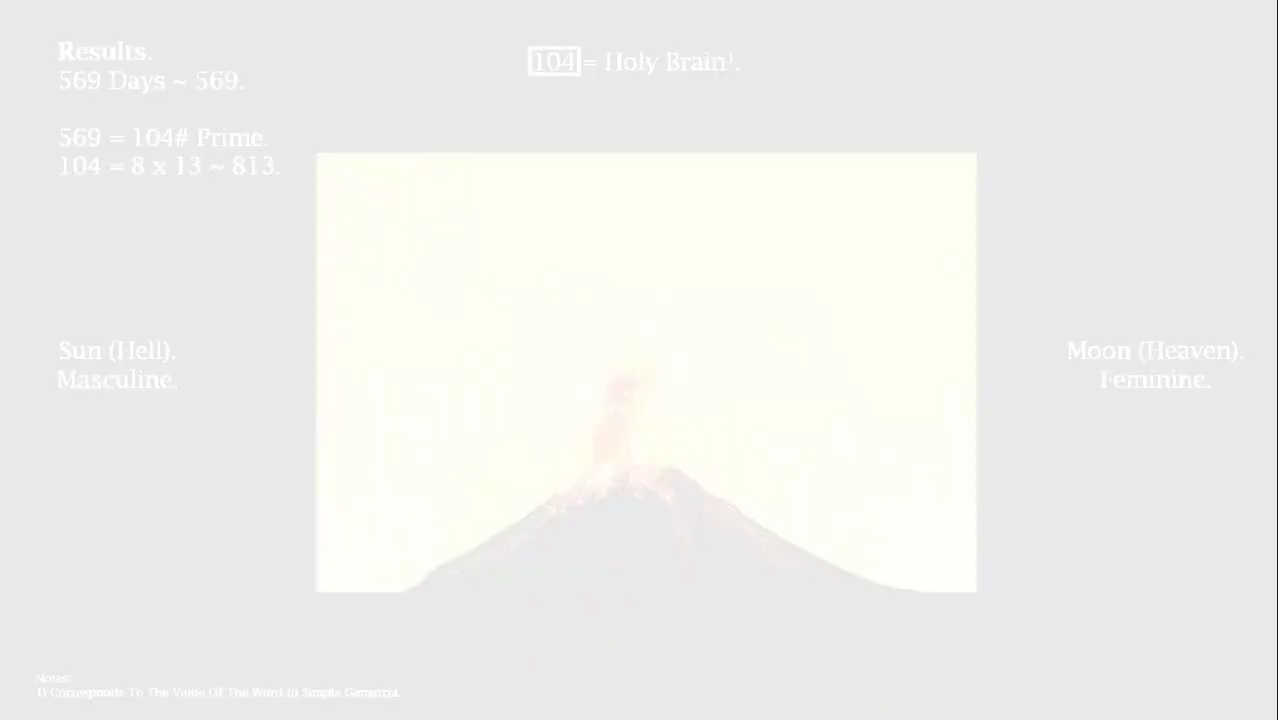 Results.
569 Days ~ 569.
569 = 104# Prime.
104 = 8 x 13 ~ 813.
104 = Holy Brain¹.
Sun (Hell).
Masculine.
Moon (Heaven).
Feminine.
Notes:
1) Corresponds To The Value Of The Word In Simple Gematria.